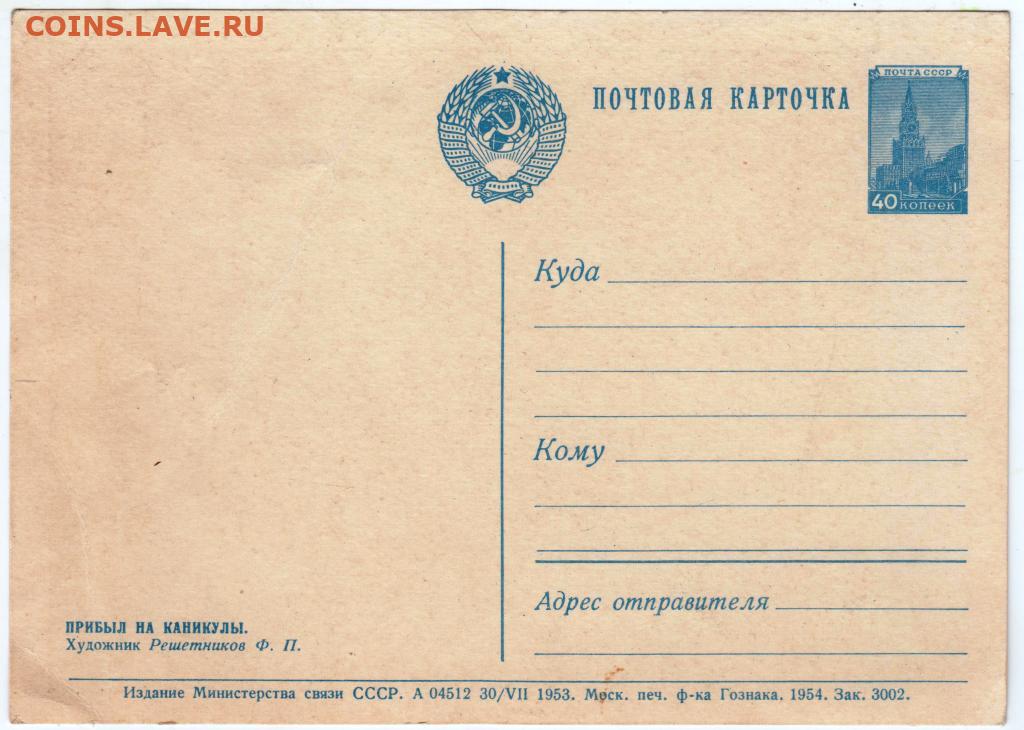 COINS.LAVE.RU
ПОЧТОВАЯ КАРТОЧКА
ПОЧТА СССР
40 КОПЕЕК
Куда
Кому
Адрес отправителя
ПРИБЫЛ НА КАНИКУЛЫ.
Художник Решетников Ф. П.
Издание Министерства связи СССР. А 04512 30/VII 1953. Моск. печ. ф-ка Гознака. 1954. Зак. 3002.